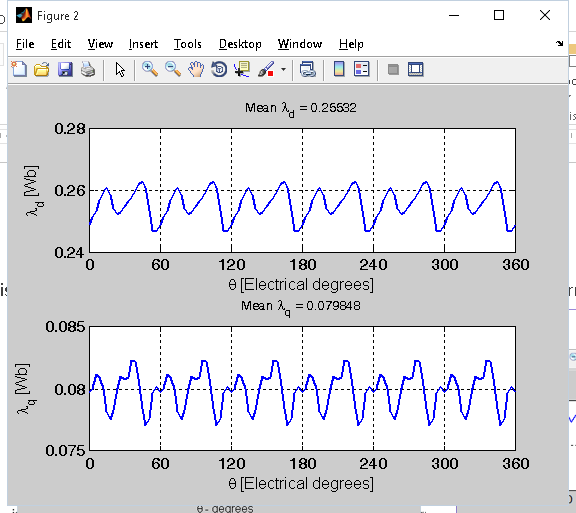 Figure 2
File Edit View Insert Tools Desktop Window Help
Mean λd = 0.25532
0.28
0.26
0.24
λd [Wb]
0 60 120 180 240 300 360
θ [Electrical degrees]
Mean λq = 0.079848
0.085
0.08
0.075
λq [Wb]
0 60 120 180 240 300 360
θ [Electrical degrees]
θ - degrees